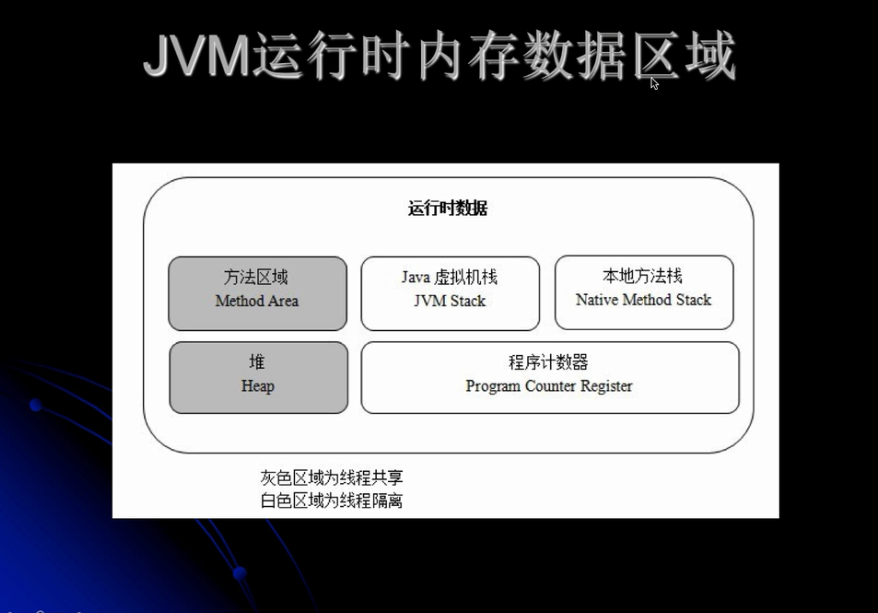 JVM运行时内存数据区域
运行时数据
方法区域
Method Area
Java 虚拟机栈
JVM Stack
本地方法栈
Native Method Stack
堆
Heap
程序计数器
Program Counter Register
灰色区域为线程共享
白色区域为线程隔离